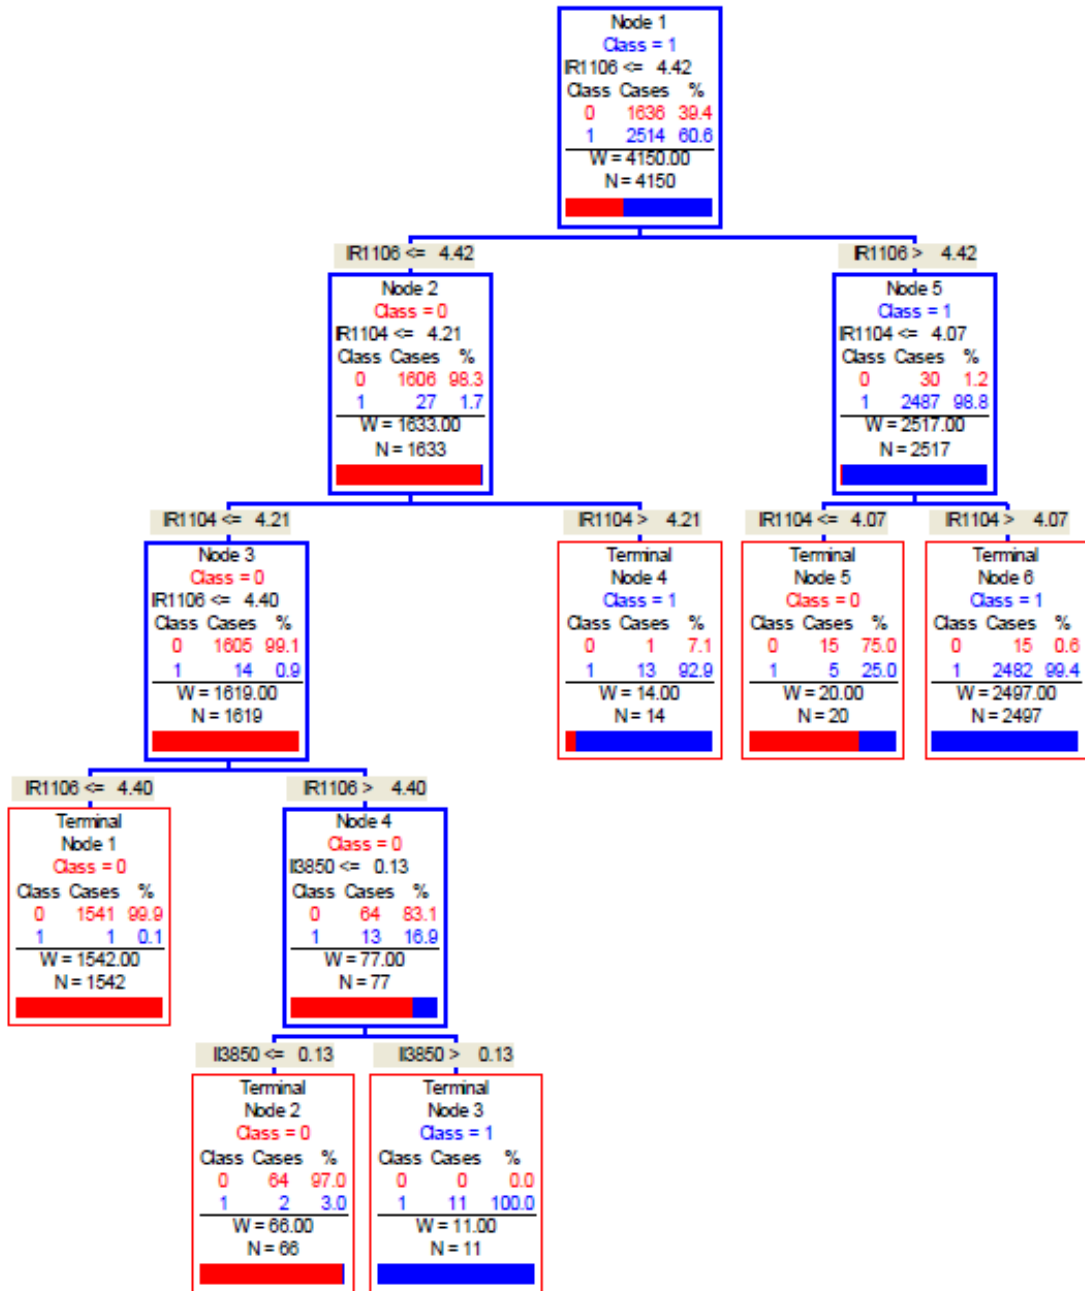 Node 1
Class = 1
IR1106 <= 4.42
Class Cases %
0 1636 39.4
1 2514 60.6
W = 4150.00
N = 4150
IR1106 <= 4.42
IR1106 > 4.42
Node 2
Class = 0
IR1104 <= 4.21
Class Cases %
0 1606 98.3
1 27 1.7
W = 1633.00
N = 1633
Node 5
Class = 1
IR1104 <= 4.07
Class Cases %
0 30 1.2
1 2487 98.8
W = 2517.00
N = 2517
IR1104 <= 4.21
IR1104 > 4.21
IR1104 <= 4.07
IR1104 > 4.07
Node 3
Class = 0
IR1106 <= 4.40
Class Cases %
0 1605 99.1
1 14 0.9
W = 1619.00
N = 1619
Terminal
Node 4
Class = 1
Class Cases %
0 1 7.1
1 13 92.9
W = 14.00
N = 14
Terminal
Node 5
Class = 0
Class Cases %
0 15 75.0
1 5 25.0
W = 20.00
N = 20
Terminal
Node 6
Class = 1
Class Cases %
0 15 0.6
1 2482 99.4
W = 2497.00
N = 2497
IR1106 <= 4.40
IR1106 > 4.40
Terminal
Node 1
Class = 0
Class Cases %
0 1541 99.9
1 1 0.1
W = 1542.00
N = 1542
Node 4
Class = 0
II3850 <= 0.13
Class Cases %
0 64 83.1
1 13 16.9
W = 77.00
N = 77
II3850 <= 0.13
II3850 > 0.13
Terminal
Node 2
Class = 0
Class Cases %
0 64 97.0
1 2 3.0
W = 66.00
N = 66
Terminal
Node 3
Class = 1
Class Cases %
0 0 0.0
1 11 100.0
W = 11.00
N = 11